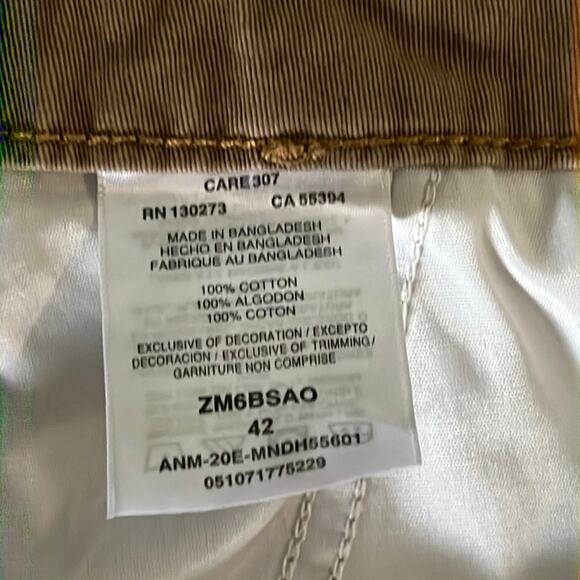 CARE 307
RN 130273 CA 55394
MADE IN BANGLADESH
HECHO EN BANGLADESH
FABRIQUE AU BANGLADESH
100% COTTON
100% ALGODON
100% COTON
EXCLUSIVE OF DECORATION / EXCEPTO
DECORACION / EXCLUSIVE OF TRIMMING /
GARNITURE NON COMPRISE
ZM6BSAO
42
ANM-20E-MNDH55601
051071775229